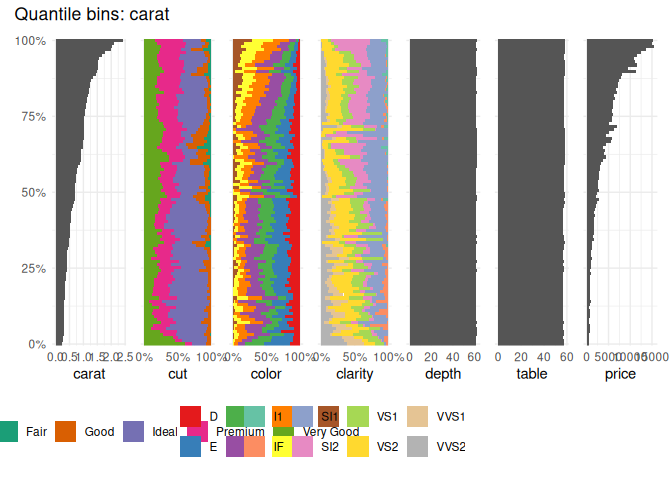 Quantile bins: carat
100%
75%
50%
25%
0%
0.0 0.5 1.0 1.5 2.0 2.5 0% 50% 100% 0% 50% 100% 0% 50% 100% 0 20 40 60 0 20 40 60 0 5000 10000 15000
carat cut color clarity depth table price
D I1 SI1 VS1 VVS1
Fair Good Ideal Premium Very Good
E IF SI2 VS2 VVS2